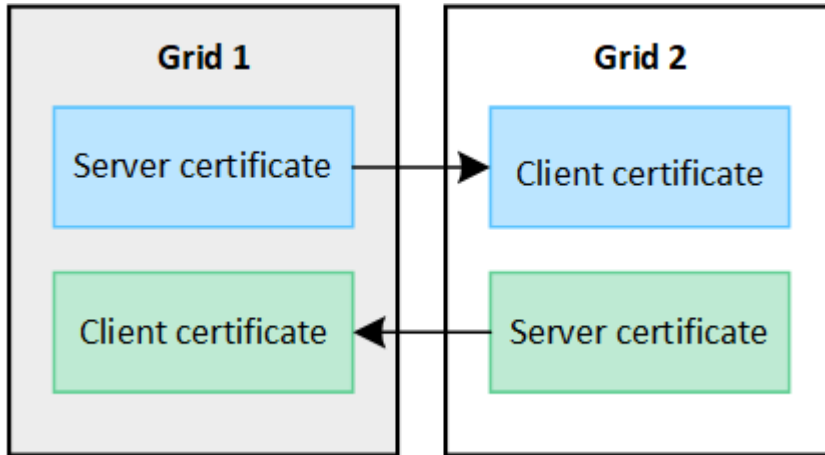 Grid 1
Server certificate
Client certificate
Grid 2
Client certificate
Server certificate